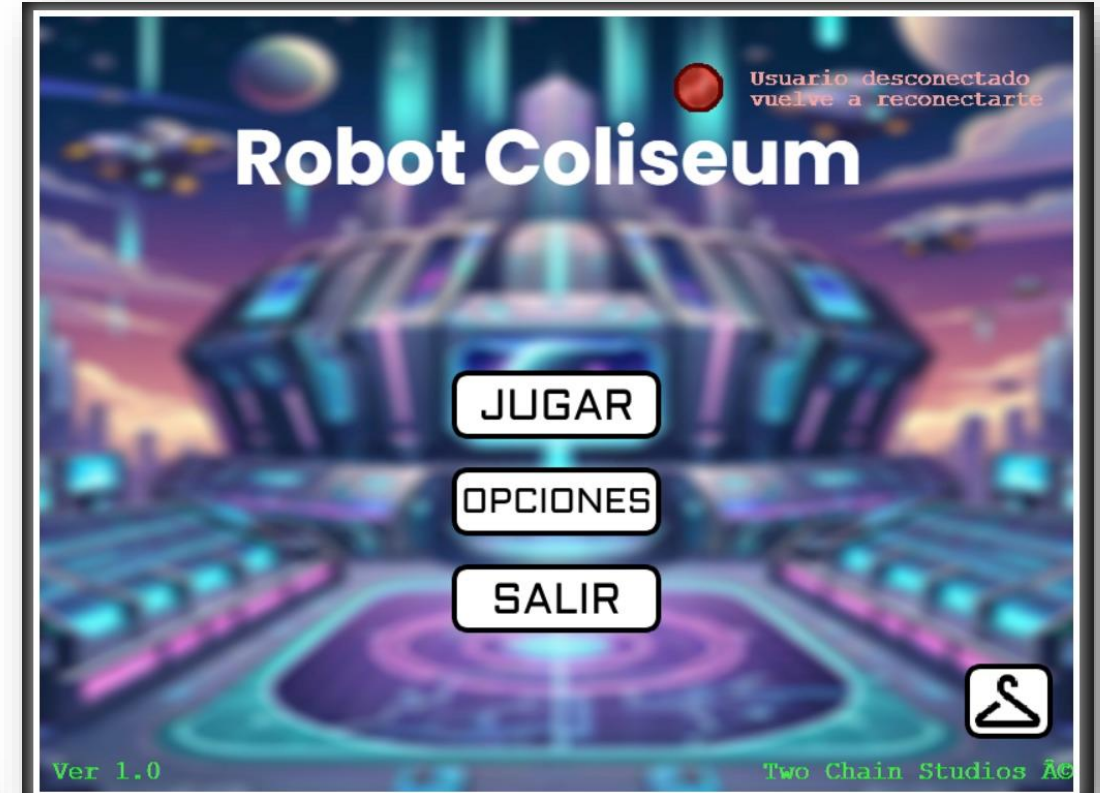 Usuario desconectado
vuelve a reconectarte
Robot Coliseum
JUGAR
OPCIONES
SALIR
Ver 1.0
Two Chain Studios Â©